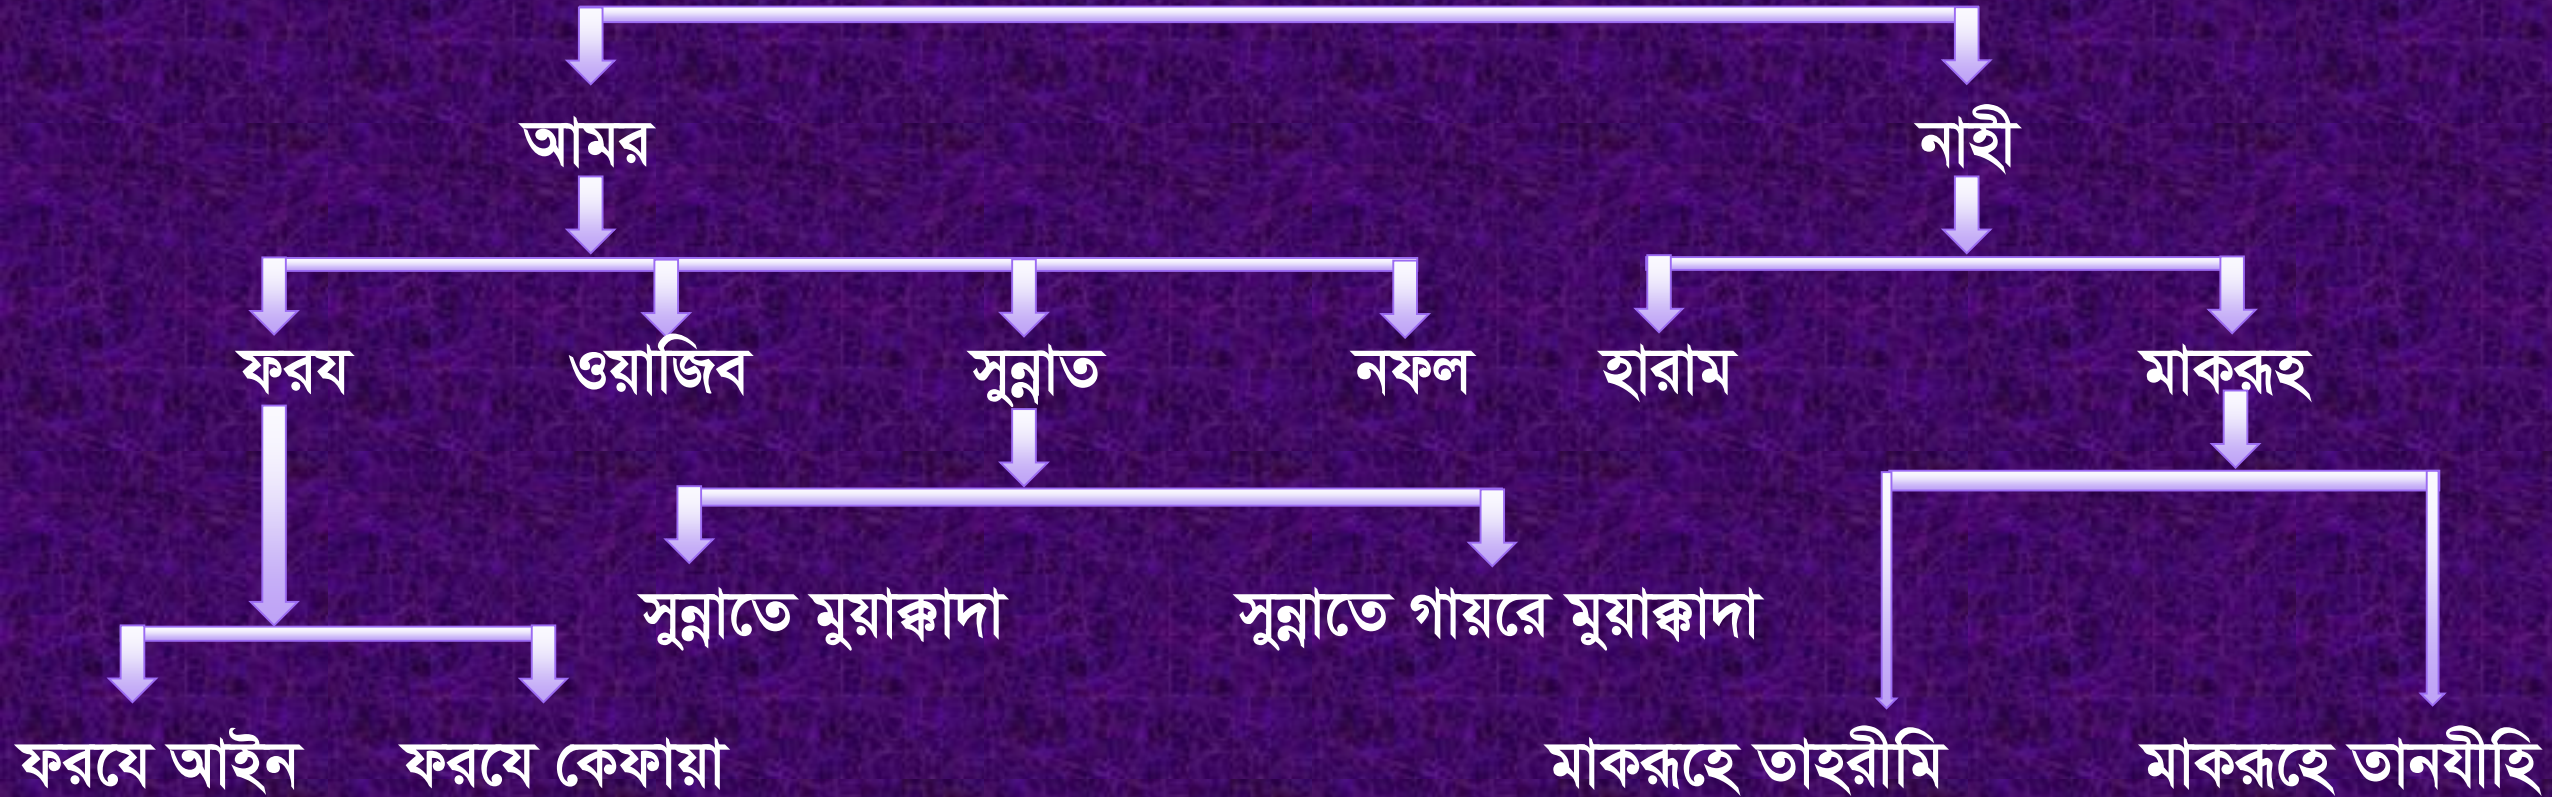 আমর নাহী
ফরয ওয়াজিব সুন্নাত নফল হারাম মাকরূহ
সুন্নাতে মুয়াক্কাদা সুন্নাতে গায়রে মুয়াক্কাদা
ফরযে আইন ফরযে কেফায়া মাকরূহে তাহরীমি মাকরূহে তানযীহি